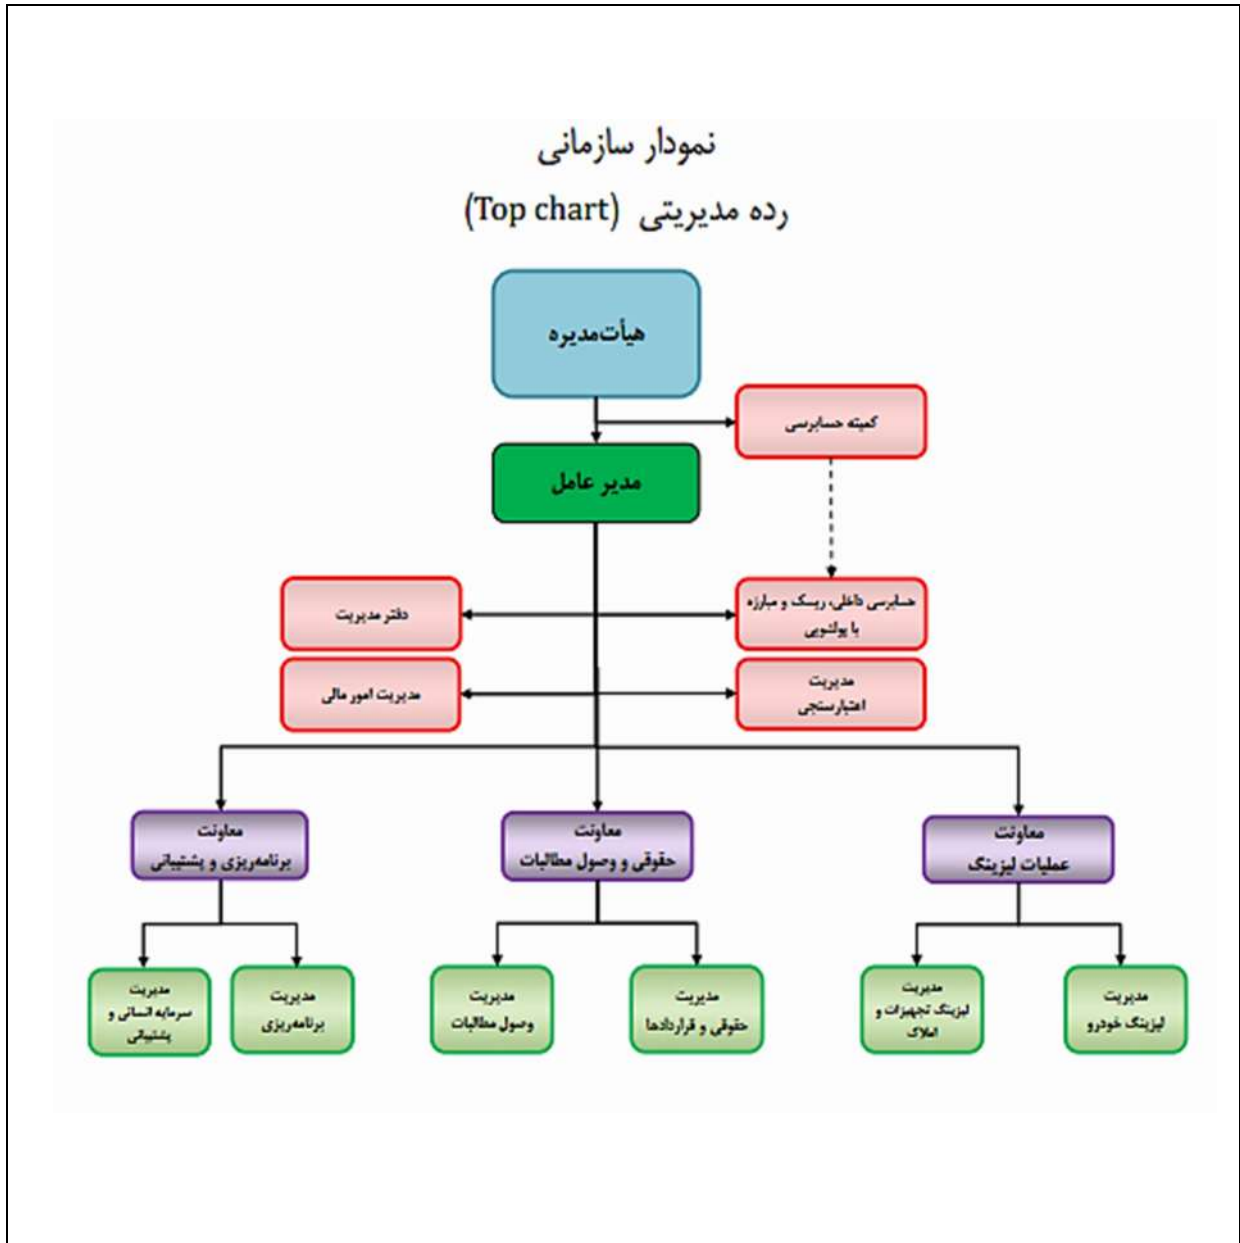 نمودار سازمانی
رده مدیریتی (Top chart)
هیأت‌مدیره
کمیته حسابرسی
مدیر عامل
حسابرسی داخلی، ریسک و مبارزه
با پولشویی
دفتر مدیریت
مدیریت
اعتبارسنجی
مدیریت امور مالی
معاونت
عملیات لیزینگ
معاونت
حقوقی و وصول مطالبات
معاونت
برنامه‌ریزی و پشتیبانی
مدیریت
لیزینگ خودرو
مدیریت
لیزینگ تجهیزات و
املاک
مدیریت
حقوقی و قراردادها
مدیریت
وصول مطالبات
مدیریت
برنامه‌ریزی
مدیریت
سرمایه انسانی و
پشتیبانی